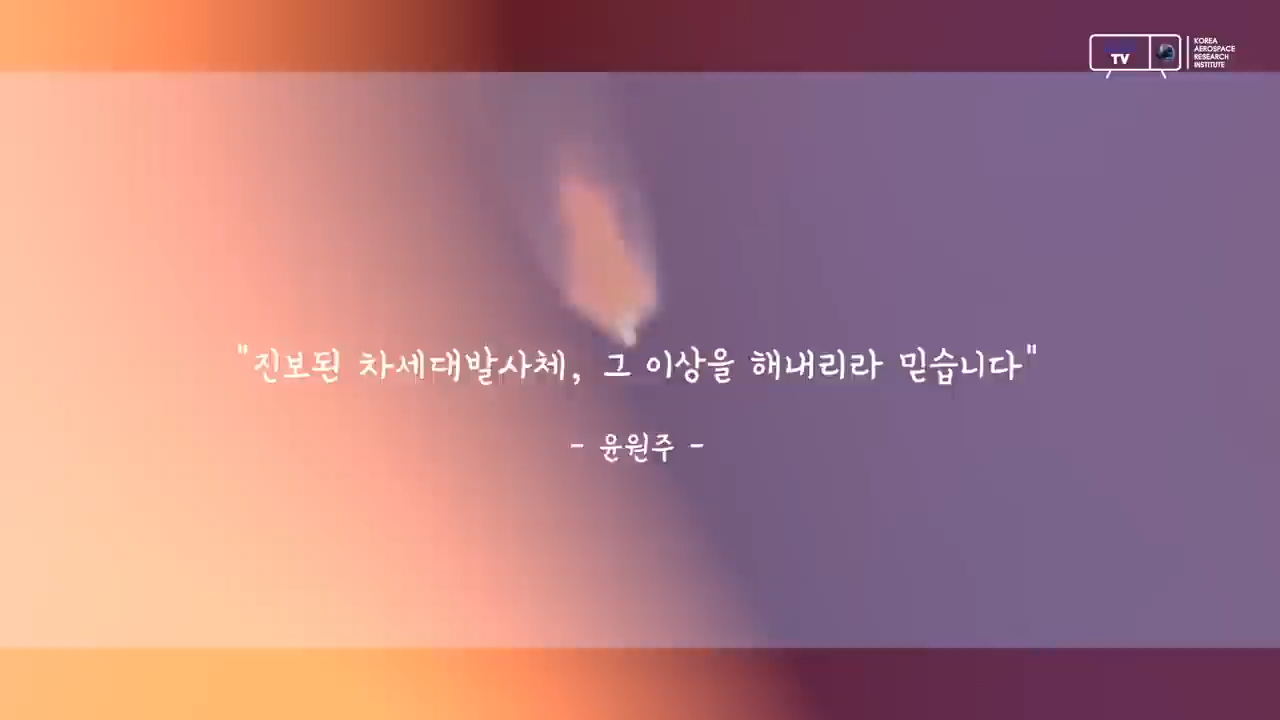 TV
KOREA
AEROSPACE
RESEARCH
INSTITUTE
"진보된 차세대발사체, 그 이상을 해내리라 믿습니다"
- 윤원주 -